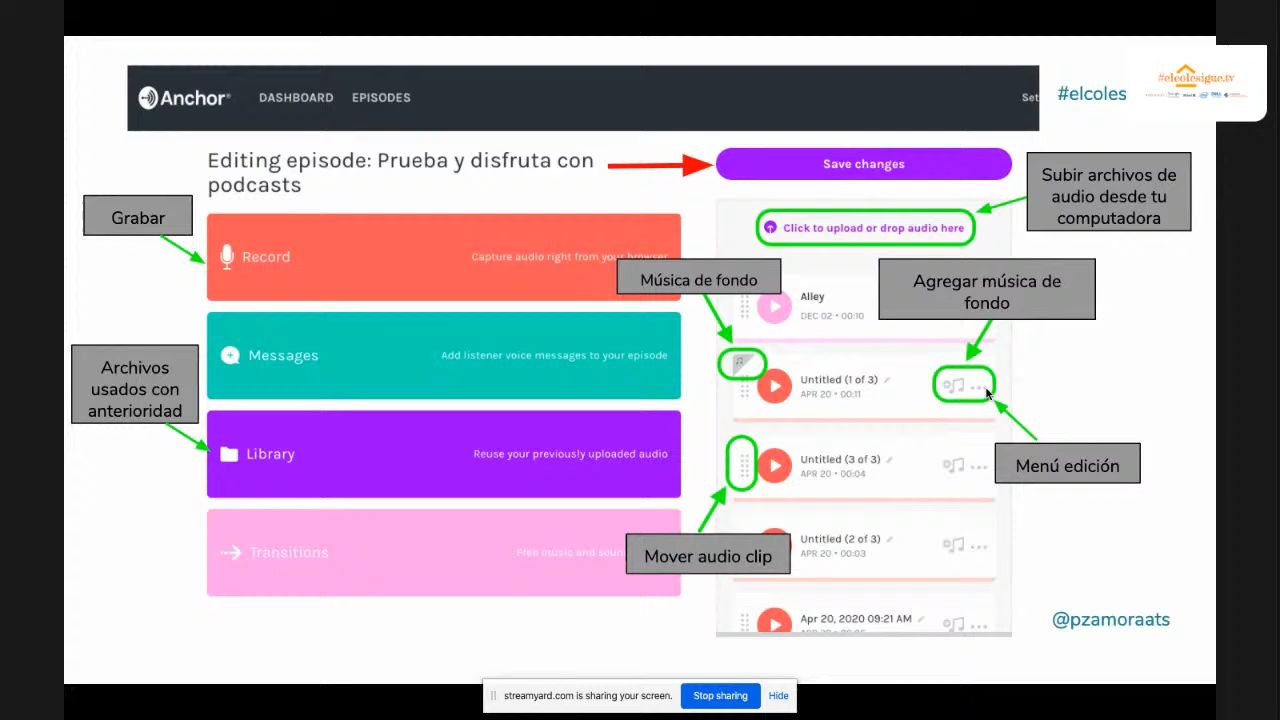 Anchor®
DASHBOARD
EPISODES
Set
#elcoles
#elcolesigue.tv
Editing episode: Prueba y disfruta con
podcasts
Save changes
Subir archivos de
audio desde tu
computadora
Click to upload or drop audio here
Grabar
Record
Capture audio right from your browser
Música de fondo
Agregar música de
fondo
Alley
DEC 02 • 00:10
Messages
Add listener voice messages to your episode
Archivos
usados con
anterioridad
Untitled (1 of 3)
APR 20 • 00:11
Library
Reuse your previously uploaded audio
Untitled (3 of 3)
APR 20 • 00:04
Menú edición
Mover audio clip
Transitions
Free music and soun
Untitled (2 of 3)
APR 20 • 00:03
Apr 20, 2020 09:21 AM
@pzamoraats
streamyard.com is sharing your screen.
Stop sharing
Hide